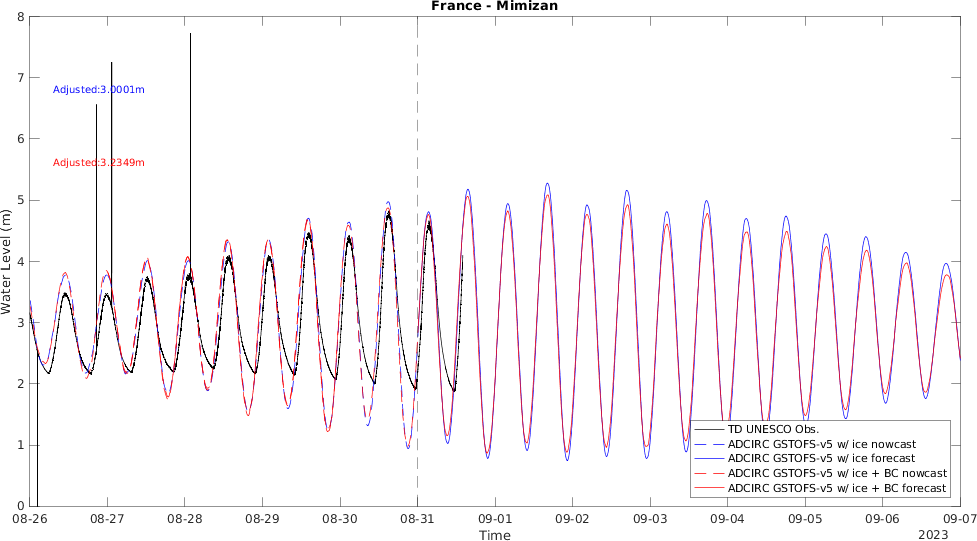 France - Mimizan
8
7
6
5
4
3
2
1
0
Water Level (m)
Adjusted:3.0001m
Adjusted:3.2349m
TD UNESCO Obs.
ADCIRC GSTOFS-v5 w/ ice nowcast
ADCIRC GSTOFS-v5 w/ ice forecast
ADCIRC GSTOFS-v5 w/ ice + BC nowcast
ADCIRC GSTOFS-v5 w/ ice + BC forecast
08-26 08-27 08-28 08-29 08-30 08-31 09-01 09-02 09-03 09-04 09-05 09-06 09-07
Time
2023